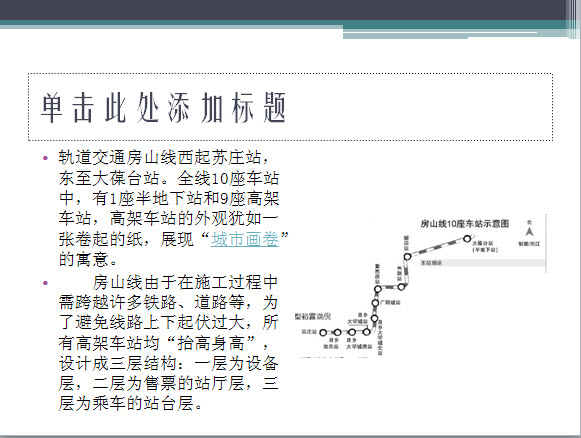 单击此处添加标题
轨道交通房山线西起苏庄站，
东至大葆台站。全线10座车站
中，有1座半地下站和9座高架
车站，高架车站的外观犹如一
张卷起的纸，展现“城市画卷”
的寓意。
房山线由于在施工过程中
需跨越许多铁路、道路等，为
了避免线路上下起伏过大，所
有高架车站均“抬高身高”，
设计成三层结构：一层为设备
层，二层为售票的站厅层，三
层为乘车的站台层。
房山线10座车站示意图
北
大葆台站
(半地下站)
稻田站
长阳站
篱笆房站
广阳城站
良乡大学城北站
型初露窥端倪
良乡
大学城站
苏庄站
良乡
南关站
良乡
大学城西站